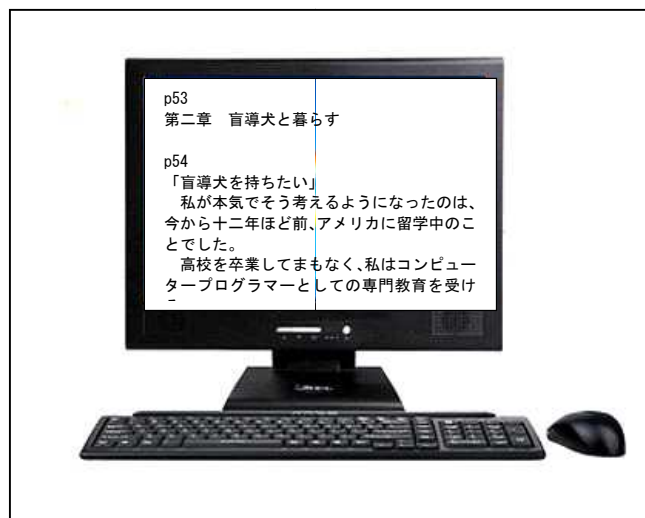 p53
第二章　盲導犬と暮らす
p54
「盲導犬を持ちたい」
　私が本気でそう考えるようになったのは、
今から十二年ほど前、アメリカに留学中のこ
とでした。
　高校を卒業してまもなく、私はコンピュー
タープログラマーとしての専門教育を受け